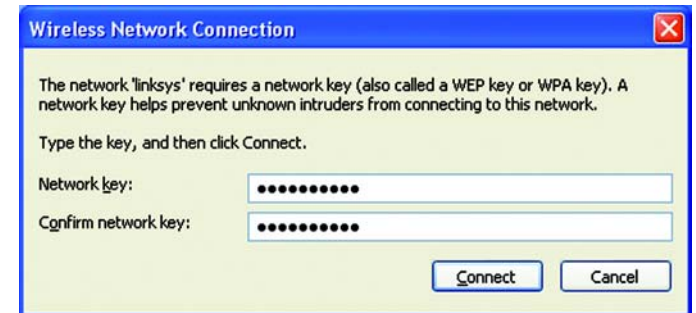 Wireless Network Connection
The network 'linksys' requires a network key (also called a WEP key or WPA key). A
network key helps prevent unknown intruders from connecting to this network.
Type the key, and then click Connect.
Network key: ●●●●●●●●●●
Confirm network key: ●●●●●●●●●●
Connect Cancel